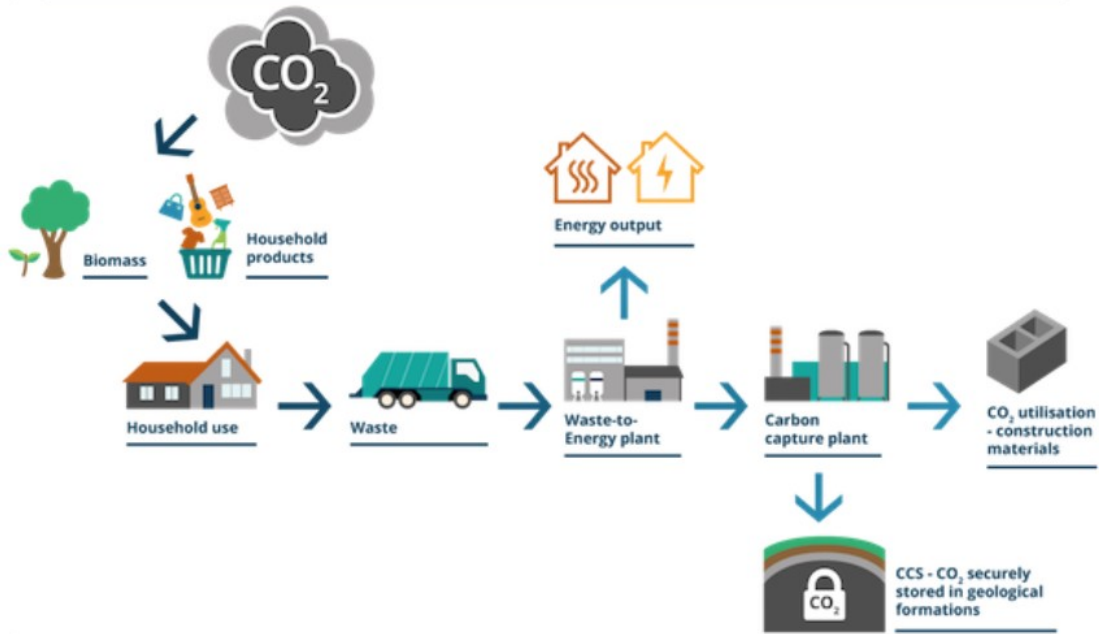 CO₂
Energy output
Biomass
Household
products
Household use
Waste
Waste-to-
Energy plant
Carbon
capture plant
CO₂ utilisation
- construction
materials
CO₂
CCS - CO₂ securely
stored in geological
formations